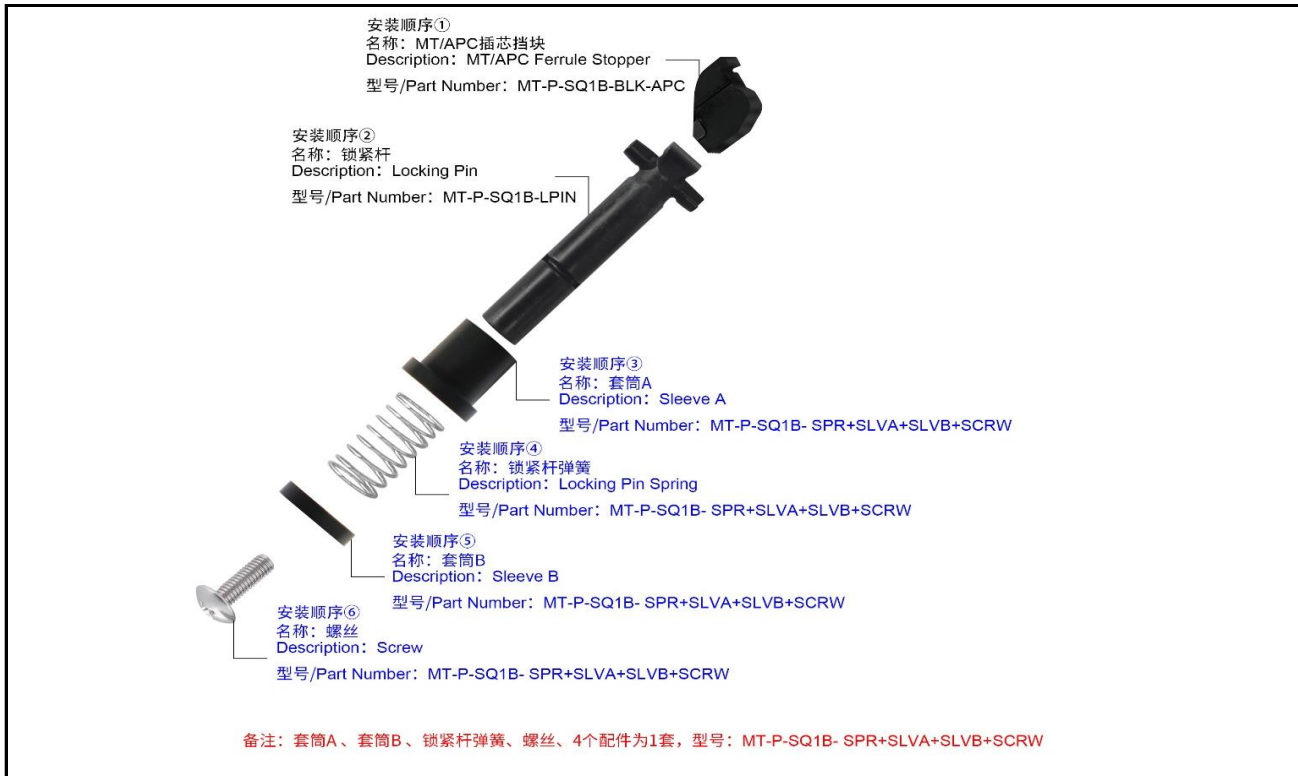 安装顺序①
名称：MT/APC插芯挡块
Description：MT/APC Ferrule Stopper
型号/Part Number：MT-P-SQ1B-BLK-APC
安装顺序②
名称：锁紧杆
Description：Locking Pin
型号/Part Number：MT-P-SQ1B-LPIN
安装顺序③
名称：套筒A
Description：Sleeve A
型号/Part Number：MT-P-SQ1B- SPR+SLVA+SLVB+SCRW
安装顺序④
名称：锁紧杆弹簧
Description：Locking Pin Spring
型号/Part Number：MT-P-SQ1B- SPR+SLVA+SLVB+SCRW
安装顺序⑤
名称：套筒B
Description：Sleeve B
型号/Part Number：MT-P-SQ1B- SPR+SLVA+SLVB+SCRW
安装顺序⑥
名称：螺丝
Description：Screw
型号/Part Number：MT-P-SQ1B- SPR+SLVA+SLVB+SCRW
备注：套筒A 、套筒B 、锁紧杆弹簧、螺丝、4个配件为1套，型号：MT-P-SQ1B- SPR+SLVA+SLVB+SCRW